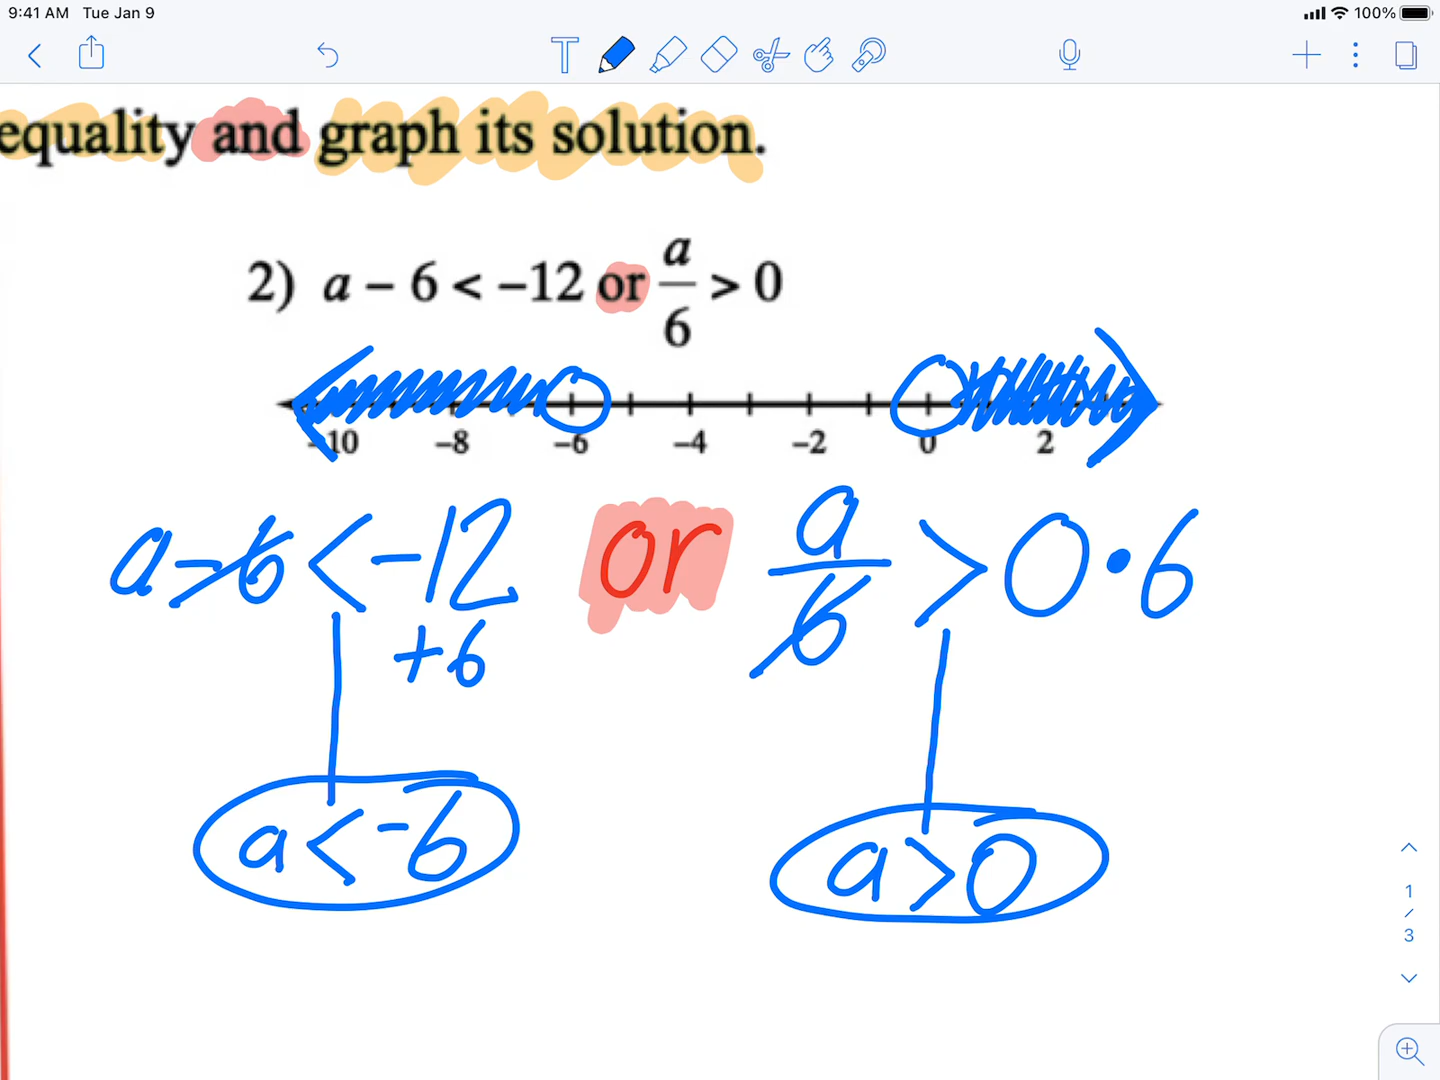 9:41 AM Tue Jan 9 100%
T
equality and graph its solution.
2) a – 6 < –12 or a/6 > 0
–10 –8 –6 –4 –2 0 2
a-6 < -12 or a/6 > 0 • 6
+6
a < -6 a > 0
1
/
3